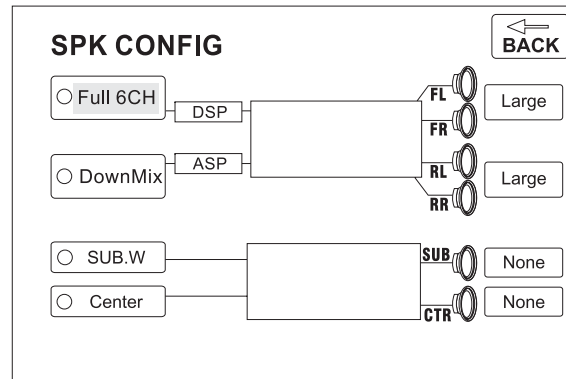 SPK CONFIG
BACK
Full 6CH
DSP
FL
Large
FR
DownMix
ASP
RL
Large
RR
SUB.W
SUB
None
Center
CTR
None